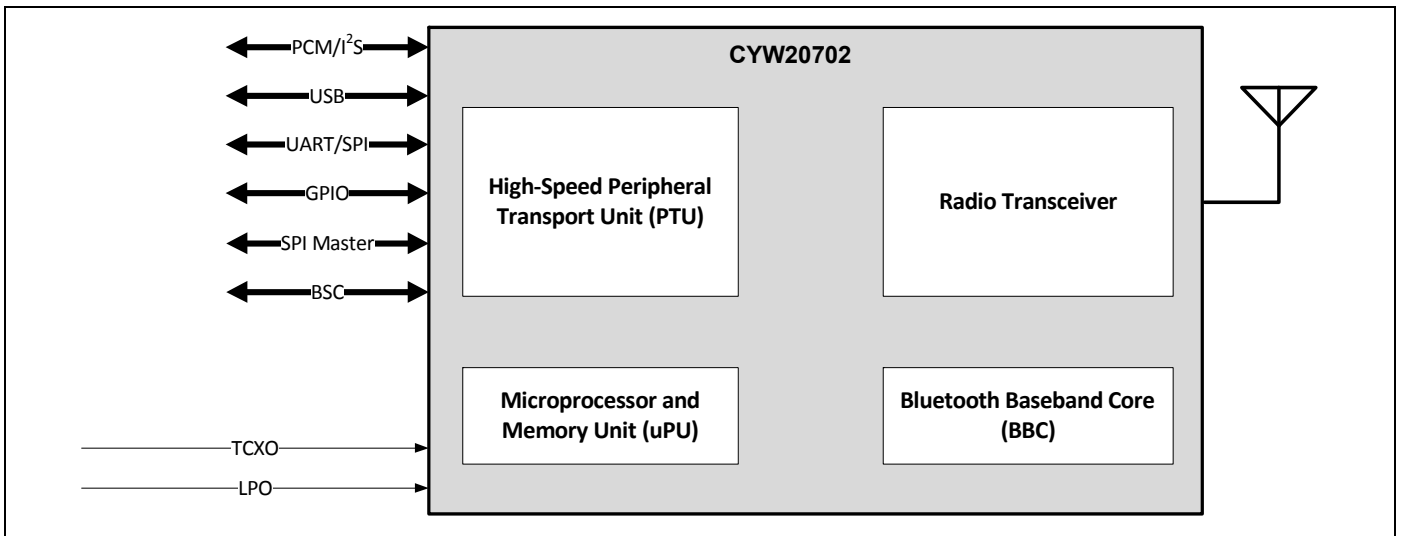 CYW20702
PCM/I²S
USB
UART/SPI
GPIO
SPI Master
BSC
High-Speed Peripheral
Transport Unit (PTU)
Radio Transceiver
Microprocessor and
Memory Unit (uPU)
Bluetooth Baseband Core
(BBC)
TCXO
LPO